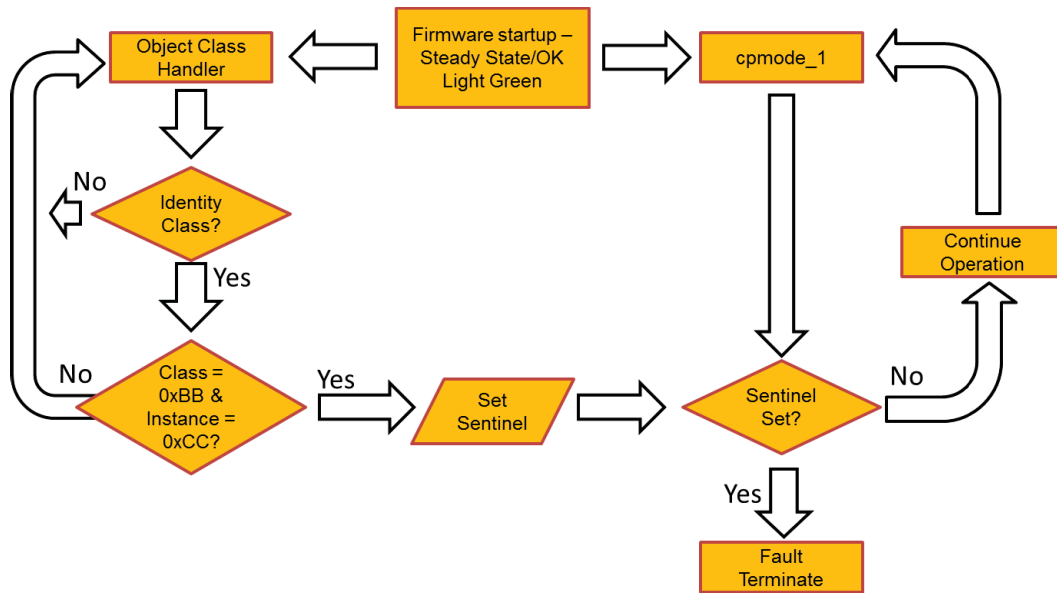 Object Class
Handler
Firmware startup –
Steady State/OK
Light Green
cpmode_1
No
Identity
Class?
Continue
Operation
Yes
No
Class =
0xBB &
Instance =
0xCC?
Yes
Set
Sentinel
Sentinel
Set?
No
Yes
Fault
Terminate